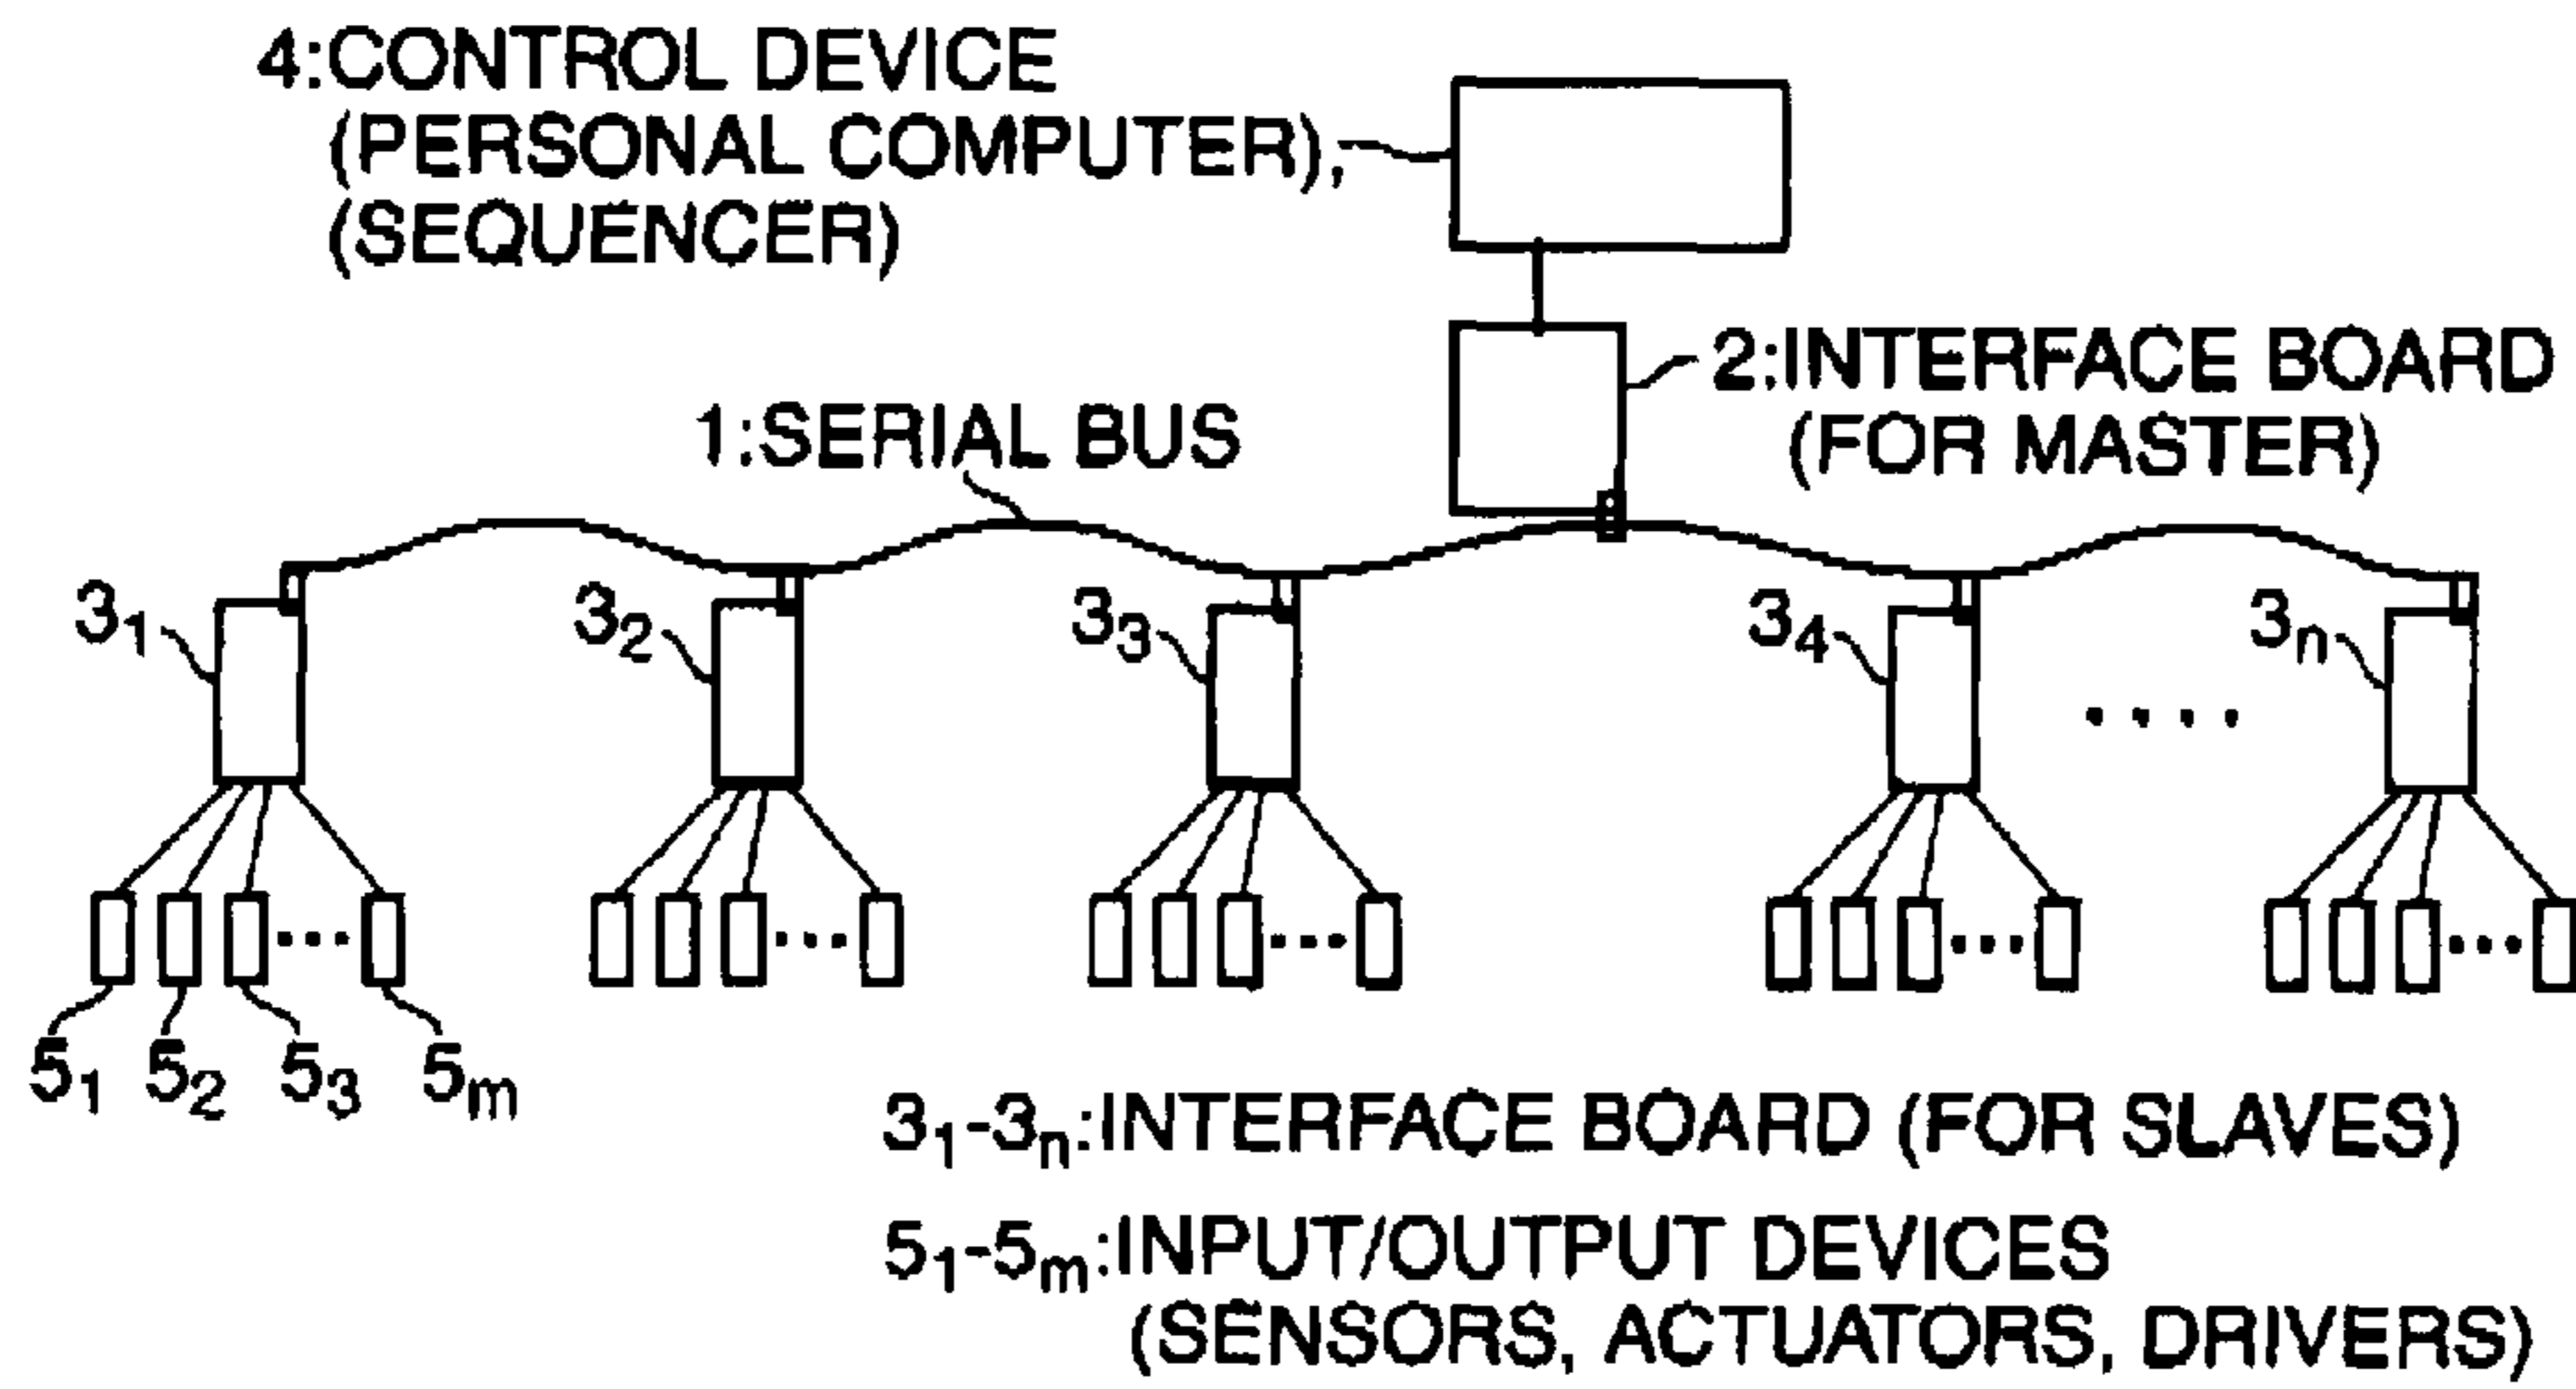 4:CONTROL DEVICE
(PERSONAL COMPUTER),
(SEQUENCER)
2:INTERFACE BOARD
(FOR MASTER)
1:SERIAL BUS
3₁
3₂
3₃
3₄
3ₙ
5₁ 5₂ 5₃ 5ₘ
3₁-3ₙ:INTERFACE BOARD (FOR SLAVES)
5₁-5ₘ:INPUT/OUTPUT DEVICES
(SENSORS, ACTUATORS, DRIVERS)